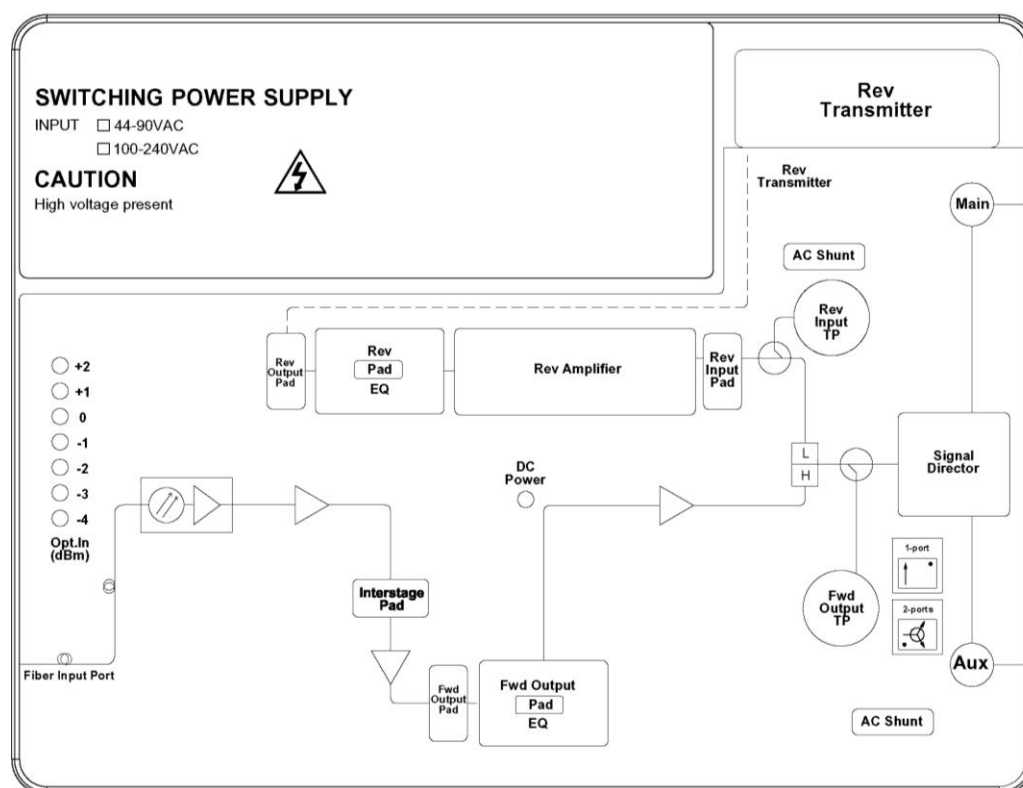 SWITCHING POWER SUPPLY
INPUT 44-90VAC
100-240VAC
CAUTION
High voltage present
Rev
Transmitter
Rev
Transmitter
Main
AC Shunt
Rev
Input
TP
Rev
Output
Pad
Rev
Pad
EQ
Rev Amplifier
Rev
Input
Pad
+2
+1
0
-1
-2
-3
-4
Opt.In
(dBm)
DC
Power
L
H
Signal
Director
1-port
2-ports
Interstage
Pad
Fwd
Output
TP
Fiber Input Port
Fwd
Output
Pad
Fwd Output
Pad
EQ
Aux
AC Shunt